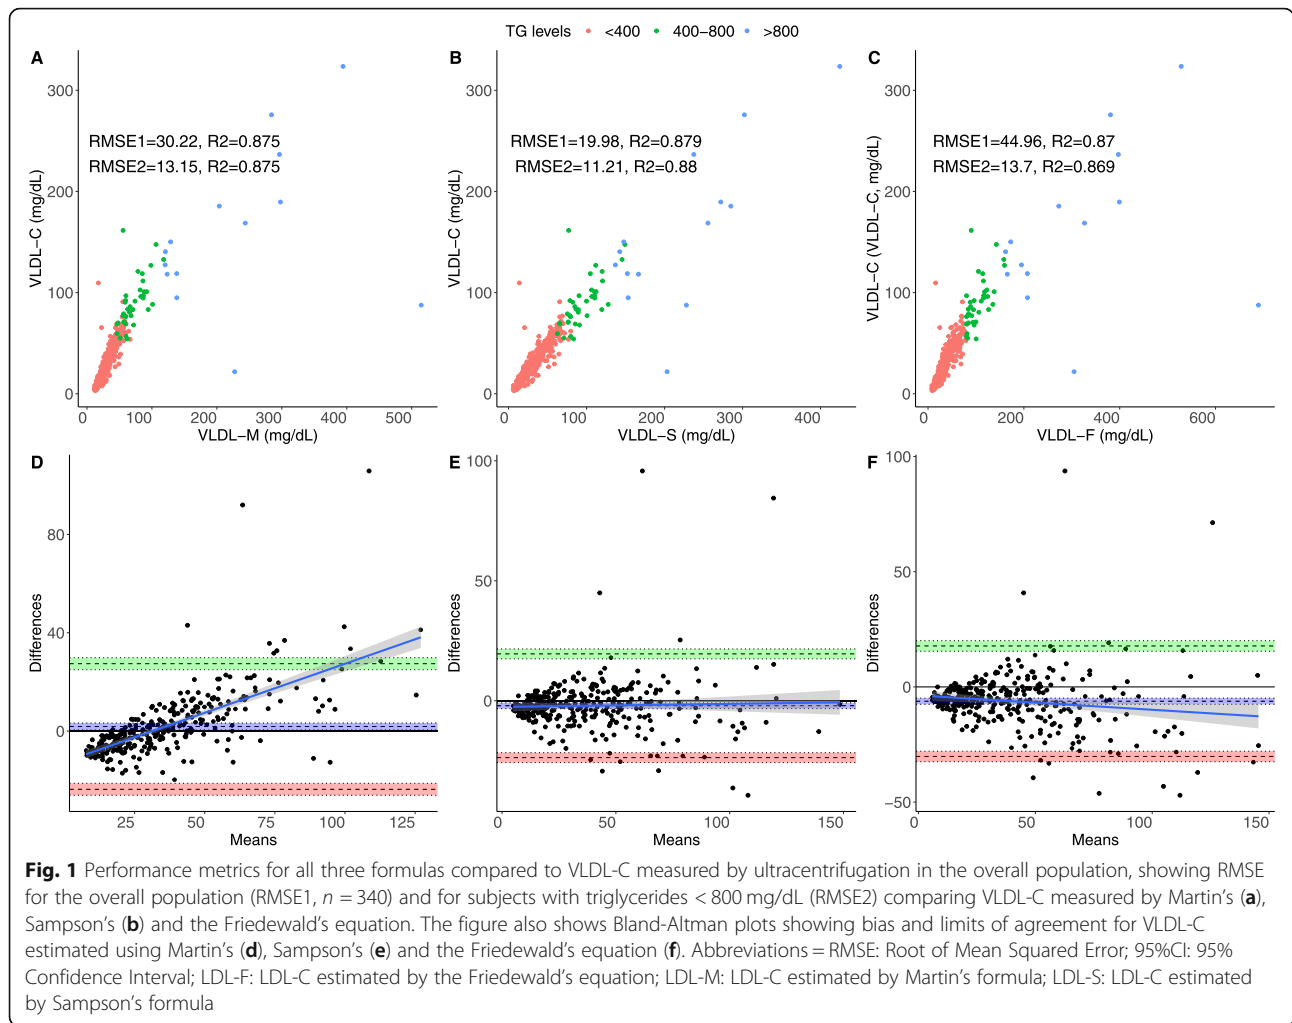 TG levels <400 400−800 >800
A
VLDL−C (mg/dL)
300
200
100
0
RMSE1=30.22, R2=0.875
RMSE2=13.15, R2=0.875
0 100 200 300 400 500
VLDL−M (mg/dL)
B
VLDL−C (mg/dL)
300
200
100
0
RMSE1=19.98, R2=0.879
RMSE2=11.21, R2=0.88
0 100 200 300 400
VLDL−S (mg/dL)
C
VLDL−C (VLDL−C, mg/dL)
300
200
100
0
RMSE1=44.96, R2=0.87
RMSE2=13.7, R2=0.869
0 200 400 600
VLDL−F (mg/dL)
D
Differences
80
40
0
25 50 75 100 125
Means
E
Differences
100
50
0
0 50 100 150
Means
F
Differences
100
50
0
−50
0 50 100 150
Means
Fig. 1 Performance metrics for all three formulas compared to VLDL-C measured by ultracentrifugation in the overall population, showing RMSE
for the overall population (RMSE1, n = 340) and for subjects with triglycerides < 800 mg/dL (RMSE2) comparing VLDL-C measured by Martin's (a),
Sampson's (b) and the Friedewald's equation. The figure also shows Bland-Altman plots showing bias and limits of agreement for VLDL-C
estimated using Martin's (d), Sampson's (e) and the Friedewald's equation (f). Abbreviations = RMSE: Root of Mean Squared Error; 95%CI: 95%
Confidence Interval; LDL-F: LDL-C estimated by the Friedewald's equation; LDL-M: LDL-C estimated by Martin's formula; LDL-S: LDL-C estimated
by Sampson's formula